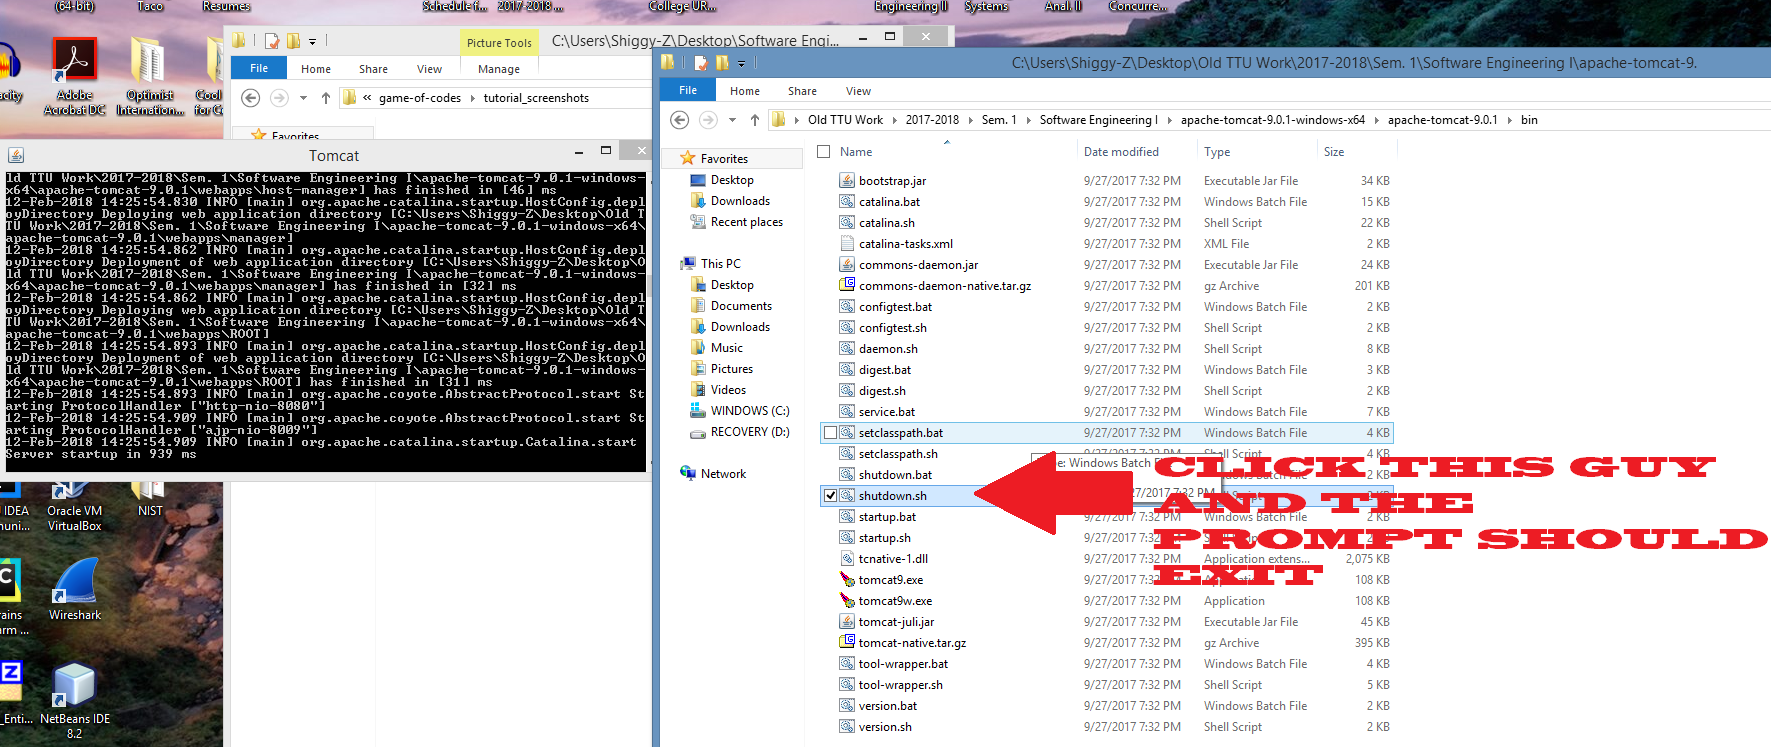 (64-bit)
Taco
Resumes
Schedule f...
2017-2018 ...
College UR...
Engineering II
Systems
Anal. II
Concurre...
acity
Adobe
Acrobat DC
Optimist
Internation...
Cool
for C
Picture Tools
C:\Users\Shiggy-Z\Desktop\Software Engi...
File
Home
Share
View
Manage
« game-of-codes
tutorial_screenshots
Favorites
Tomcat
ld TTU Work\2017-2018\Sem. 1\Software Engineering I\apache-tomcat-9.0.1-windows-
x64\apache-tomcat-9.0.1\webapps\host-manager] has finished in [46] ms
12-Feb-2018 14:25:54.830 INFO [main] org.apache.catalina.startup.HostConfig.depl
oyDirectory Deploying web application directory [C:\Users\Shiggy-Z\Desktop\Old T
TU Work\2017-2018\Sem. 1\Software Engineering I\apache-tomcat-9.0.1-windows-x64\
apache-tomcat-9.0.1\webapps\manager]
12-Feb-2018 14:25:54.862 INFO [main] org.apache.catalina.startup.HostConfig.depl
oyDirectory Deployment of web application directory [C:\Users\Shiggy-Z\Desktop\O
ld TTU Work\2017-2018\Sem. 1\Software Engineering I\apache-tomcat-9.0.1-windows-
x64\apache-tomcat-9.0.1\webapps\manager] has finished in [32] ms
12-Feb-2018 14:25:54.862 INFO [main] org.apache.catalina.startup.HostConfig.depl
oyDirectory Deploying web application directory [C:\Users\Shiggy-Z\Desktop\Old T
TU Work\2017-2018\Sem. 1\Software Engineering I\apache-tomcat-9.0.1-windows-x64\
apache-tomcat-9.0.1\webapps\ROOT]
12-Feb-2018 14:25:54.893 INFO [main] org.apache.catalina.startup.HostConfig.depl
oyDirectory Deployment of web application directory [C:\Users\Shiggy-Z\Desktop\O
ld TTU Work\2017-2018\Sem. 1\Software Engineering I\apache-tomcat-9.0.1-windows-
x64\apache-tomcat-9.0.1\webapps\ROOT] has finished in [31] ms
12-Feb-2018 14:25:54.893 INFO [main] org.apache.coyote.AbstractProtocol.start St
arting ProtocolHandler ["http-nio-8080"]
12-Feb-2018 14:25:54.909 INFO [main] org.apache.coyote.AbstractProtocol.start St
arting ProtocolHandler ["ajp-nio-8009"]
12-Feb-2018 14:25:54.909 INFO [main] org.apache.catalina.startup.Catalina.start
Server startup in 939 ms
IDEA
muni...
Oracle VM
VirtualBox
NIST
rains
arm ...
Wireshark
_Enti...
NetBeans IDE
8.2
C:\Users\Shiggy-Z\Desktop\Old TTU Work\2017-2018\Sem. 1\Software Engineering I\apache-tomcat-9.
File
Home
Share
View
Old TTU Work
2017-2018
Sem. 1
Software Engineering I
apache-tomcat-9.0.1-windows-x64
apache-tomcat-9.0.1
bin
Favorites
Desktop
Downloads
Recent places
This PC
Desktop
Documents
Downloads
Music
Pictures
Videos
WINDOWS (C:)
RECOVERY (D:)
Network
Name Date modified Type Size
bootstrap.jar 9/27/2017 7:32 PM Executable Jar File 34 KB
catalina.bat 9/27/2017 7:32 PM Windows Batch File 15 KB
catalina.sh 9/27/2017 7:32 PM Shell Script 22 KB
catalina-tasks.xml 9/27/2017 7:32 PM XML File 2 KB
commons-daemon.jar 9/27/2017 7:32 PM Executable Jar File 24 KB
commons-daemon-native.tar.gz 9/27/2017 7:32 PM gz Archive 201 KB
configtest.bat 9/27/2017 7:32 PM Windows Batch File 2 KB
configtest.sh 9/27/2017 7:32 PM Shell Script 2 KB
daemon.sh 9/27/2017 7:32 PM Shell Script 8 KB
digest.bat 9/27/2017 7:32 PM Windows Batch File 3 KB
digest.sh 9/27/2017 7:32 PM Shell Script 2 KB
service.bat 9/27/2017 7:32 PM Windows Batch File 7 KB
setclasspath.bat 9/27/2017 7:32 PM Windows Batch File 4 KB
setclasspath.sh 4 KB
shutdown.bat 2 KB
shutdown.sh
startup.bat 9/27/2017 7:32 PM Windows Batch File 2 KB
startup.sh 9/27/2017 7:32 PM
tcnative-1.dll 9/27/2017 7:32 PM Application extens... 2,075 KB
tomcat9.exe 9/27/2017 7:32 PM Application 108 KB
tomcat9w.exe 9/27/2017 7:32 PM Application 108 KB
tomcat-juli.jar 9/27/2017 7:32 PM Executable Jar File 45 KB
tomcat-native.tar.gz 9/27/2017 7:32 PM gz Archive 395 KB
tool-wrapper.bat 9/27/2017 7:32 PM Windows Batch File 4 KB
tool-wrapper.sh 9/27/2017 7:32 PM Shell Script 5 KB
version.bat 9/27/2017 7:32 PM Windows Batch File 2 KB
version.sh 9/27/2017 7:32 PM Shell Script 2 KB
CLICK THIS GUY
AND THE
PROMPT SHOULD
EXIT